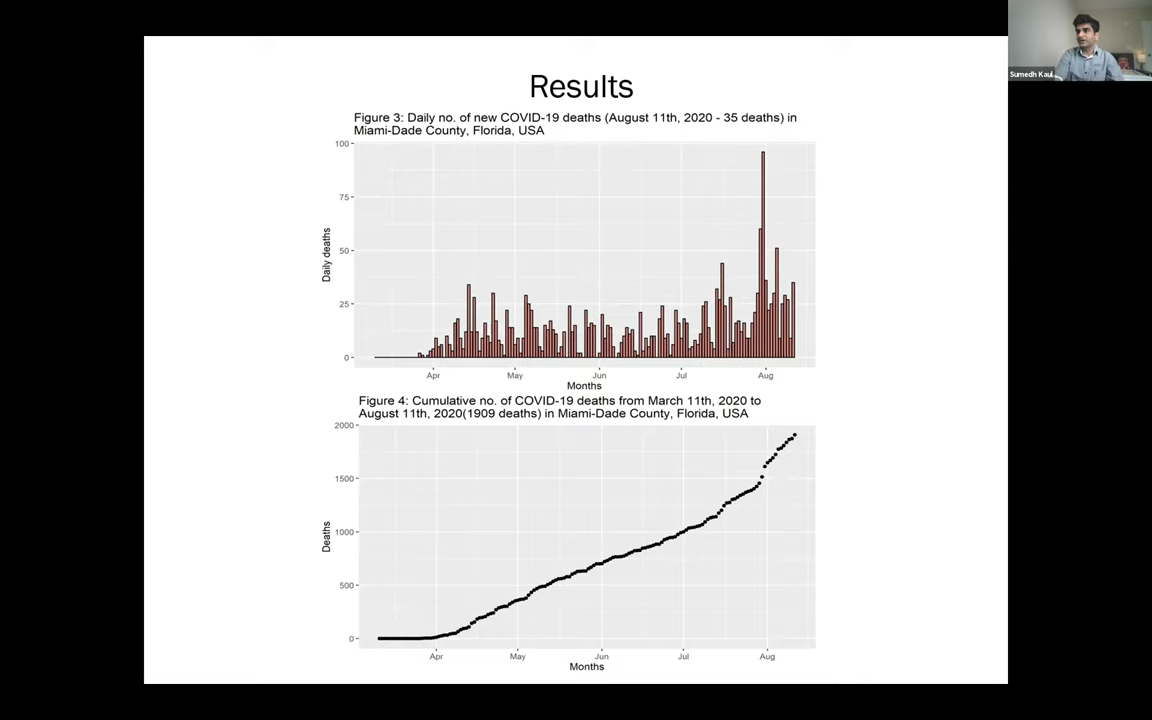 Sumedh Kaul
Results
Figure 3: Daily no. of new COVID-19 deaths (August 11th, 2020 - 35 deaths) in
Miami-Dade County, Florida, USA
100
75
50
25
0
Daily deaths
Apr May Jun Jul Aug
Months
Figure 4: Cumulative no. of COVID-19 deaths from March 11th, 2020 to
August 11th, 2020(1909 deaths) in Miami-Dade County, Florida, USA
2000
1500
1000
500
0
Deaths
Apr May Jun Jul Aug
Months